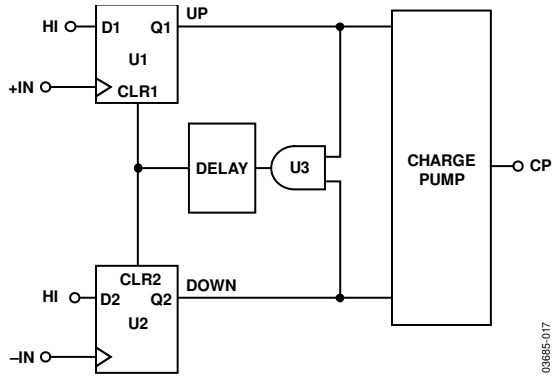 UP
HI D1 Q1
U1
+IN
CLR1
DELAY
U3
CHARGE
PUMP
CP
CLR2
DOWN
HI D2 Q2
U2
–IN
03685-017